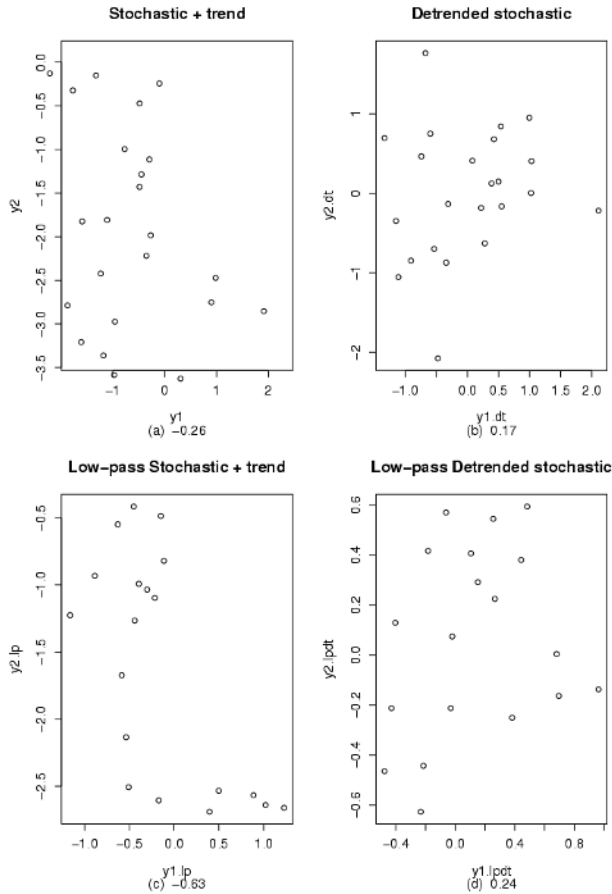 Stochastic + trend
y2
0.0
−0.5
−1.0
−1.5
−2.0
−2.5
−3.0
−3.5
−1 0 1 2
y1
(a) −0.26
Detrended stochastic
y2.dt
1
0
−1
−2
−1.0 0.0 0.5 1.0 1.5 2.0
y1.dt
(b) 0.17
Low−pass Stochastic + trend
y2.lp
−0.5
−1.0
−1.5
−2.0
−2.5
−1.0 −0.5 0.0 0.5 1.0
y1.lp
(c) −0.63
Low−pass Detrended stochastic
y2.lpdt
0.6
0.4
0.2
0.0
−0.2
−0.4
−0.6
−0.4 0.0 0.4 0.8
y1.lpdt
(d) 0.24